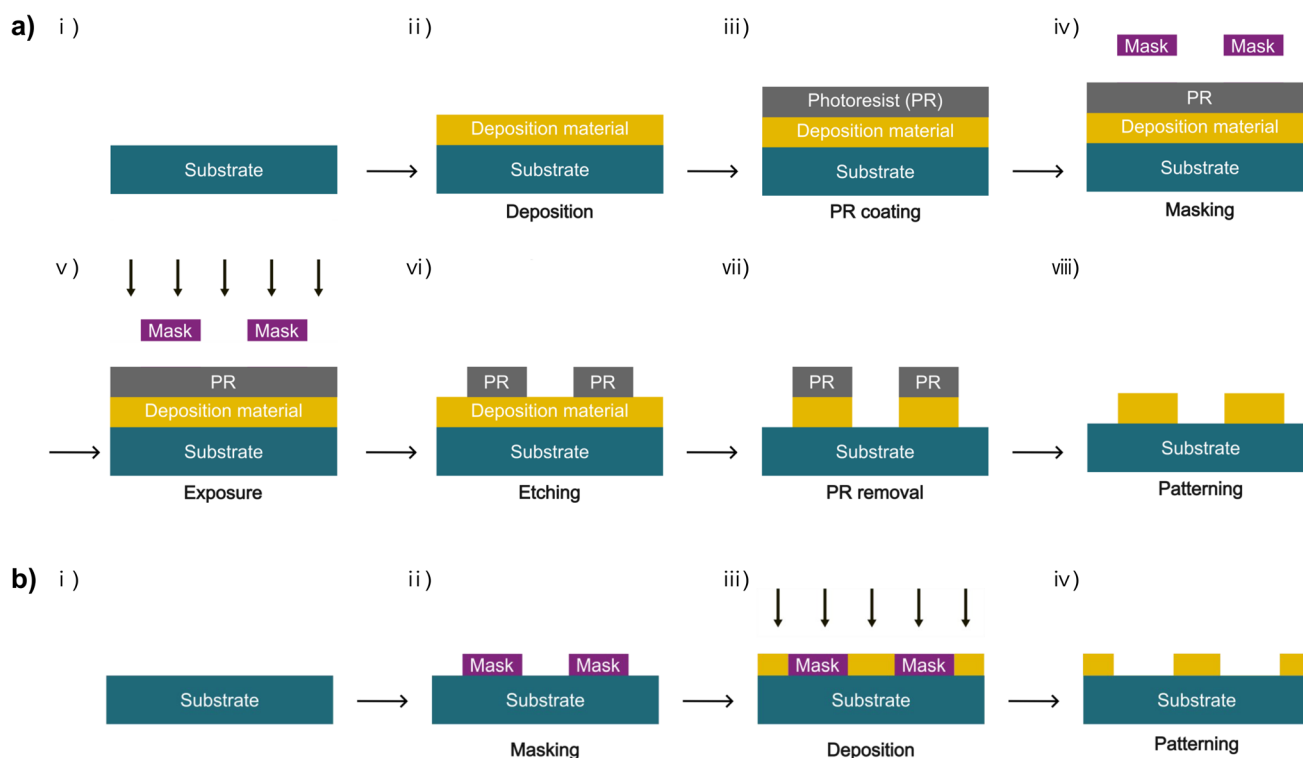 a) i) ii) iii) iv)
Mask Mask
Photoresist (PR) PR
Deposition material Deposition material Deposition material
Substrate Substrate Substrate Substrate
Deposition PR coating Masking
v) vi) vii) viii)
Mask Mask
PR PR PR PR PR
Deposition material Deposition material
Substrate Substrate Substrate Substrate
Exposure Etching PR removal Patterning
b) i) ii) iii) iv)
Mask Mask Mask Mask
Substrate Substrate Substrate Substrate
Masking Deposition Patterning